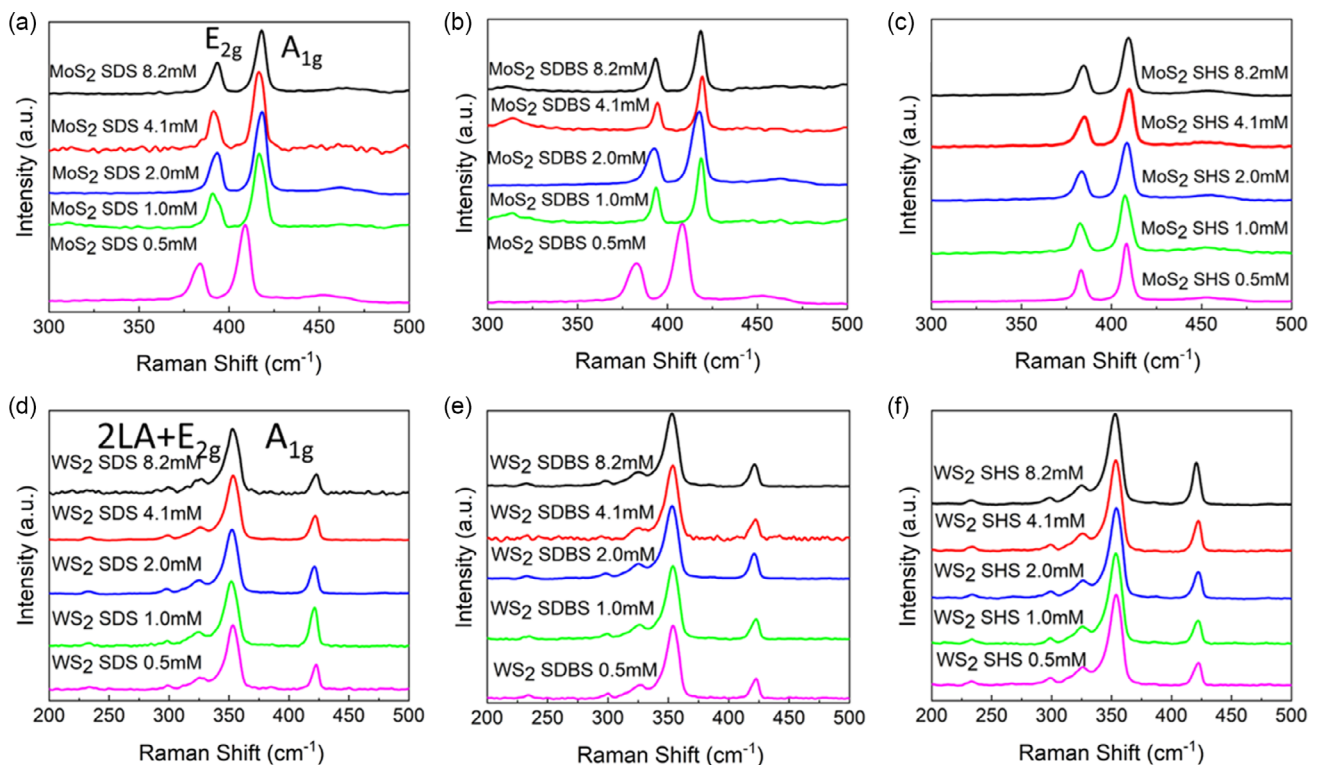 (a)
E2g
A1g
MoS2 SDS 8.2mM
MoS2 SDS 4.1mM
MoS2 SDS 2.0mM
MoS2 SDS 1.0mM
MoS2 SDS 0.5mM
Intensity (a.u.)
300 350 400 450 500
Raman Shift (cm-1)
(b)
MoS2 SDBS 8.2mM
MoS2 SDBS 4.1mM
MoS2 SDBS 2.0mM
MoS2 SDBS 1.0mM
MoS2 SDBS 0.5mM
Intensity (a.u.)
300 350 400 450 500
Raman Shift (cm-1)
(c)
MoS2 SHS 8.2mM
MoS2 SHS 4.1mM
MoS2 SHS 2.0mM
MoS2 SHS 1.0mM
MoS2 SHS 0.5mM
Intensity (a.u.)
300 350 400 450 500
Raman Shift (cm-1)
(d)
2LA+E2g
A1g
WS2 SDS 8.2mM
WS2 SDS 4.1mM
WS2 SDS 2.0mM
WS2 SDS 1.0mM
WS2 SDS 0.5mM
Intensity (a.u.)
200 250 300 350 400 450 500
Raman Shift (cm-1)
(e)
WS2 SDBS 8.2mM
WS2 SDBS 4.1mM
WS2 SDBS 2.0mM
WS2 SDBS 1.0mM
WS2 SDBS 0.5mM
Intensity (a.u.)
200 250 300 350 400 450 500
Raman Shift (cm-1)
(f)
WS2 SHS 8.2mM
WS2 SHS 4.1mM
WS2 SHS 2.0mM
WS2 SHS 1.0mM
WS2 SHS 0.5mM
Intensity (a.u.)
200 250 300 350 400 450 500
Raman Shift (cm-1)